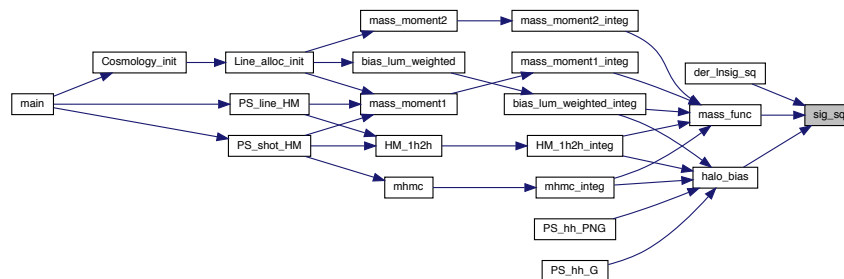 main
Cosmology_init
PS_line_HM
PS_shot_HM
Line_alloc_init
mass_moment2
bias_lum_weighted
mass_moment1
HM_1h2h
mhmc
mass_moment2_integ
mass_moment1_integ
bias_lum_weighted_integ
HM_1h2h_integ
mhmc_integ
PS_hh_PNG
PS_hh_G
der_lnsig_sq
mass_func
halo_bias
sig_sq